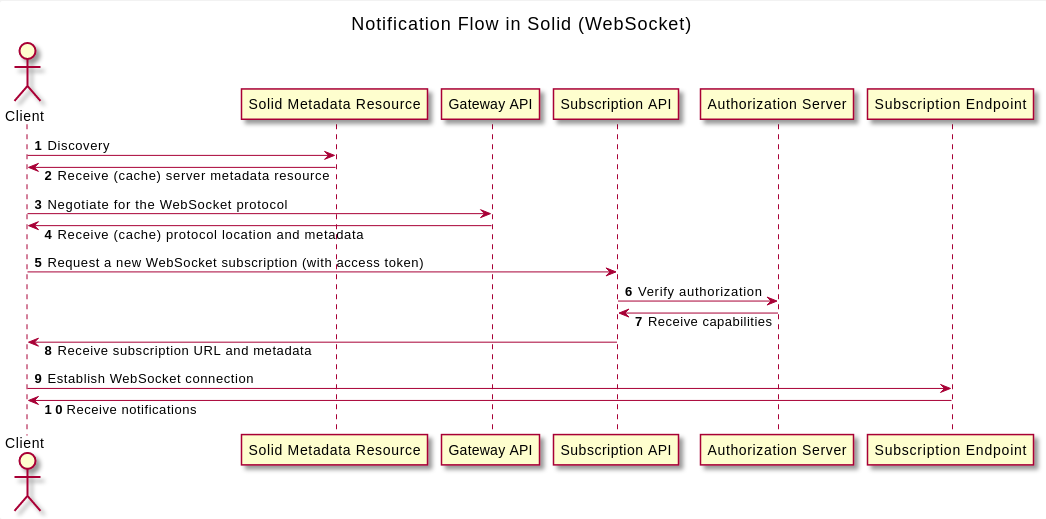 Notification Flow in Solid (WebSocket)
Client
Solid Metadata Resource
Gateway API
Subscription API
Authorization Server
Subscription Endpoint
1 Discovery
2 Receive (cache) server metadata resource
3 Negotiate for the WebSocket protocol
4 Receive (cache) protocol location and metadata
5 Request a new WebSocket subscription (with access token)
6 Verify authorization
7 Receive capabilities
8 Receive subscription URL and metadata
9 Establish WebSocket connection
10 Receive notifications
Client
Solid Metadata Resource
Gateway API
Subscription API
Authorization Server
Subscription Endpoint